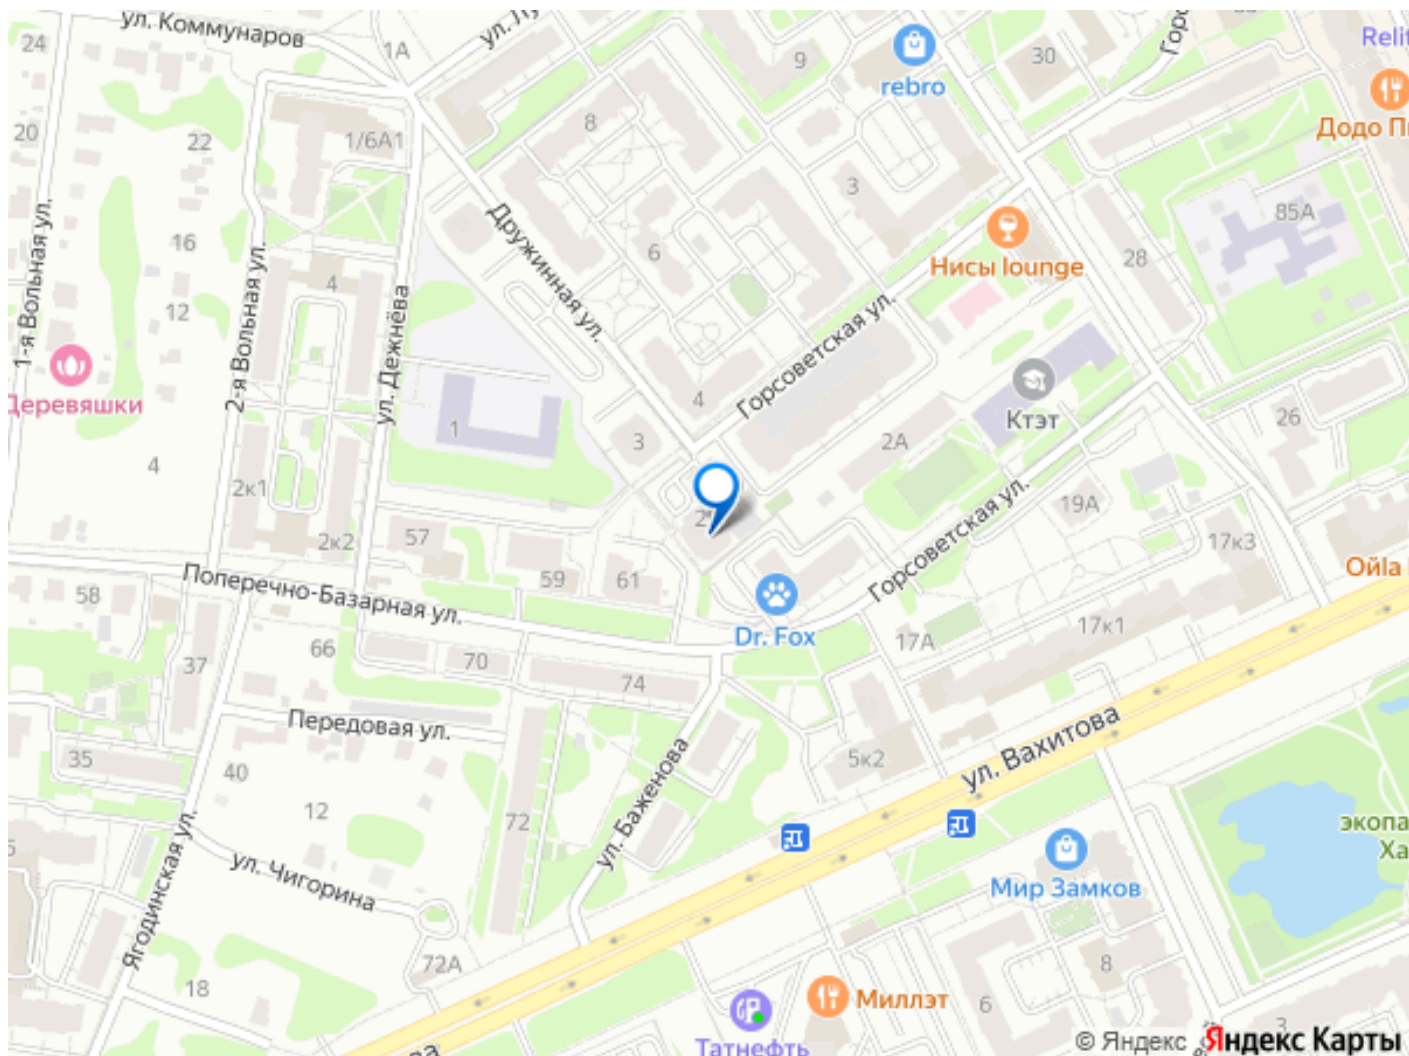 ул. Коммунаров
1А
24
9
30
rebro
Додо
20
22
1/6А1
8
3
85А
1-я Вольная ул.
16
2-я Вольная ул.
Дружинная ул.
6
Нисы lounge
28
12
4
ул. Дежнёва
Горсоветская ул.
Деревяшки
1
4
3
2А
Ктэт
26
4
2к1
2к2
57
19А
17к3
Горсоветская ул.
58
Поперечно-Базарная ул.
59
61
Dr. Fox
17А
17к1
37
66
70
74
Передовая ул.
35
40
12
72
ул. Баженова
5к2
ул. Вахитова
Ягодинская ул.
ул. Чигорина
Мир Замков
72А
18
8
6
3
Миллэт
Татнефть
© Яндекс Яндекс Карты